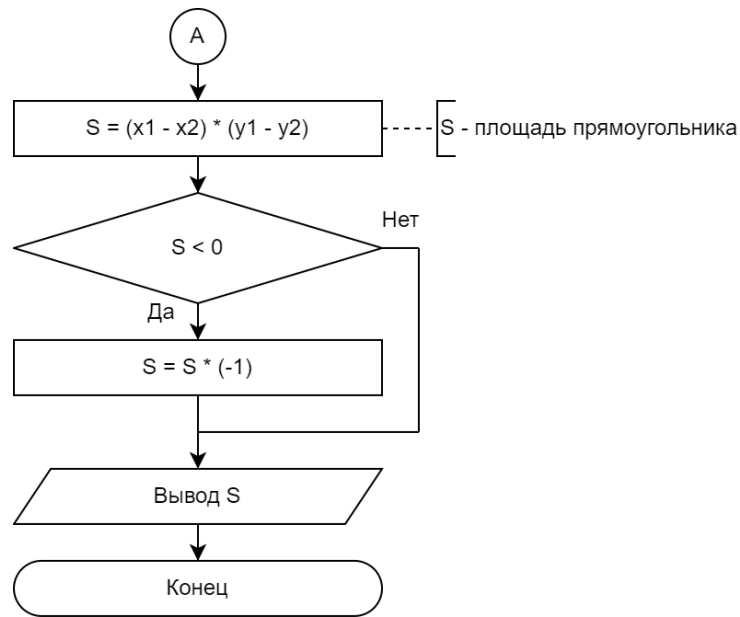 A
S = (x1 - x2) * (y1 - y2)
S - площадь прямоугольника
S < 0
Нет
Да
S = S * (-1)
Вывод S
Конец